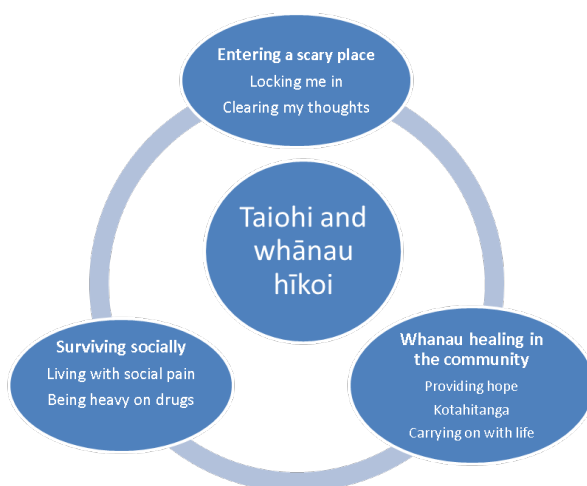 Entering a scary place
Locking me in
Clearing my thoughts
Taiohi and
whānau
hīkoi
Surviving socially
Living with social pain
Being heavy on drugs
Whanau healing in
the community
Providing hope
Kotahitanga
Carrying on with life